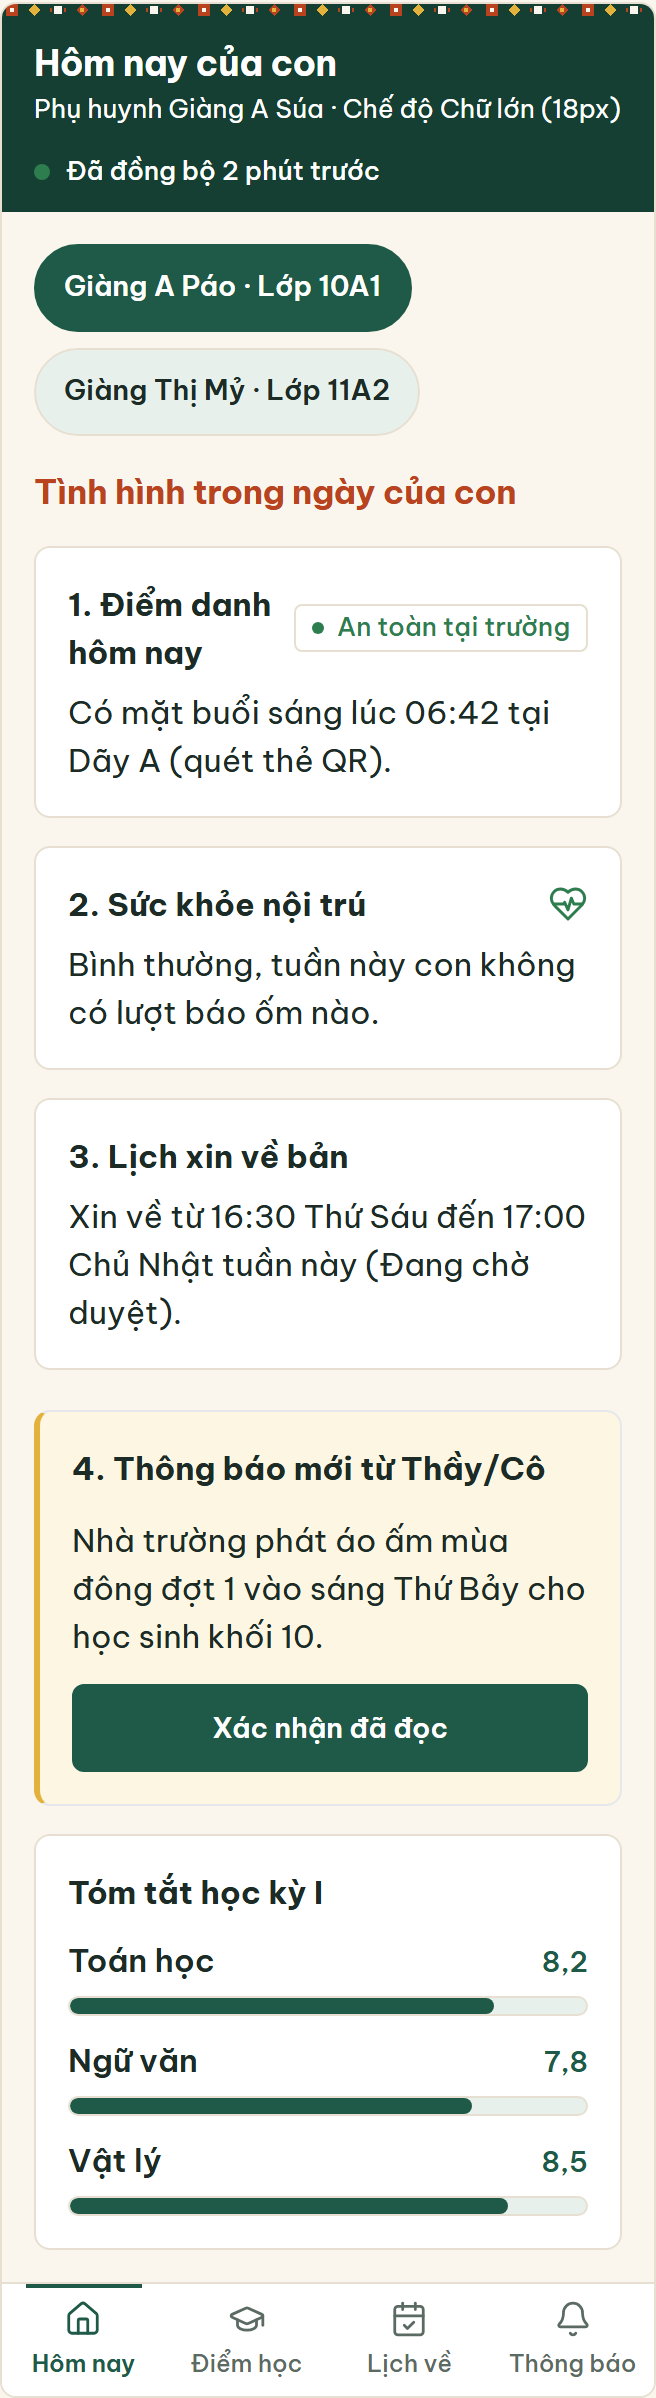 Hôm nay của con
Phụ huynh Giàng A Súa · Chế độ Chữ lớn (18px)
Đã đồng bộ 2 phút trước
Giàng A Páo · Lớp 10A1
Giàng Thị Mỷ · Lớp 11A2
Tình hình trong ngày của con
1. Điểm danh
hôm nay
An toàn tại trường
Có mặt buổi sáng lúc 06:42 tại
Dãy A (quét thẻ QR).
2. Sức khỏe nội trú
Bình thường, tuần này con không
có lượt báo ốm nào.
3. Lịch xin về bản
Xin về từ 16:30 Thứ Sáu đến 17:00
Chủ Nhật tuần này (Đang chờ
duyệt).
4. Thông báo mới từ Thầy/Cô
Nhà trường phát áo ấm mùa
đông đợt 1 vào sáng Thứ Bảy cho
học sinh khối 10.
Xác nhận đã đọc
Tóm tắt học kỳ I
Toán học 8,2
Ngữ văn 7,8
Vật lý 8,5
Hôm nay Điểm học Lịch về Thông báo